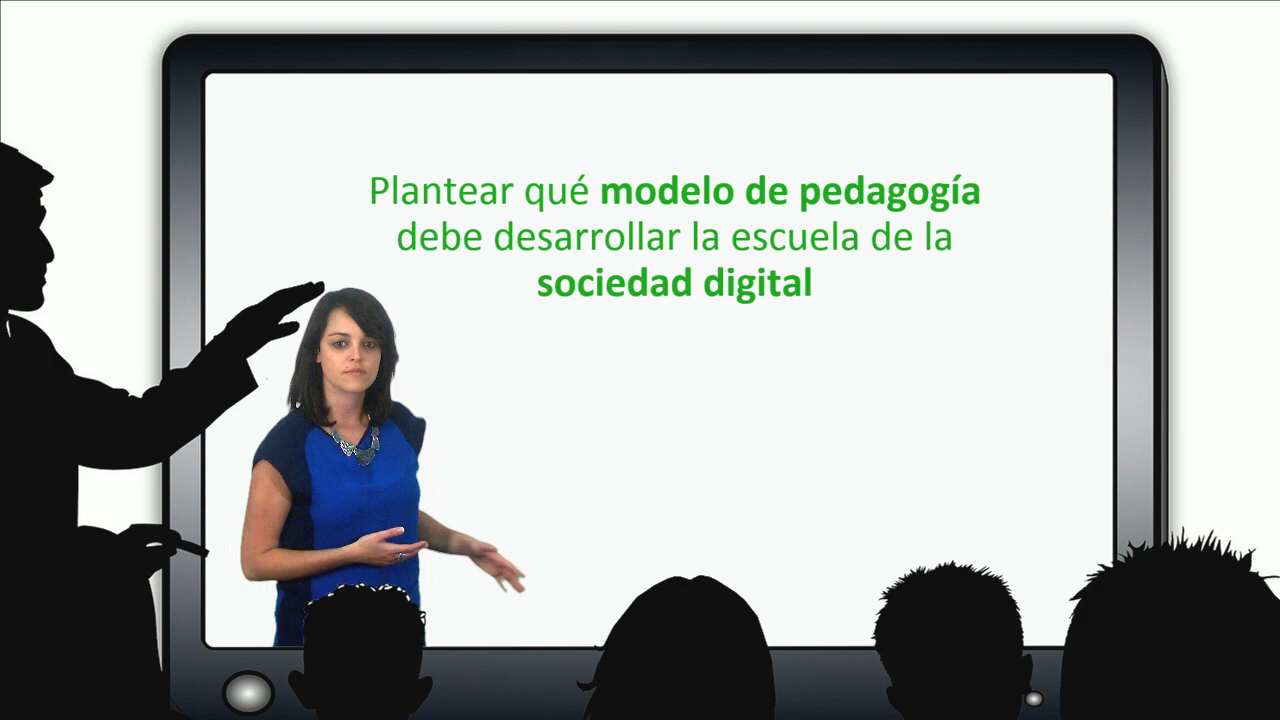 Plantear qué modelo de pedagogía
debe desarrollar la escuela de la
sociedad digital